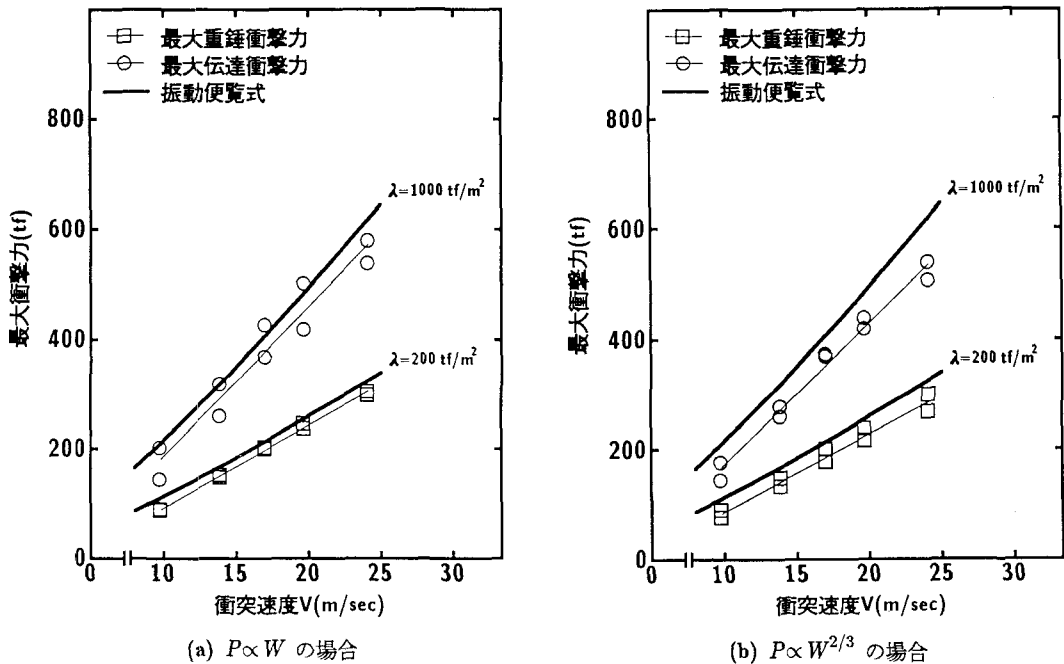 最大重錘衝撃力
最大伝達衝撃力
振動便覧式
800
600
400
200
0
最大衝撃力(tf)
λ=1000 tf/m²
λ=200 tf/m²
0 10 15 20 25 30
衝突速度V(m/sec)
(a) P∝W の場合
最大重錘衝撃力
最大伝達衝撃力
振動便覧式
800
600
400
200
0
最大衝撃力(tf)
λ=1000 tf/m²
λ=200 tf/m²
0 10 15 20 25 30
衝突速度V(m/sec)
(b) P∝W^{2/3} の場合